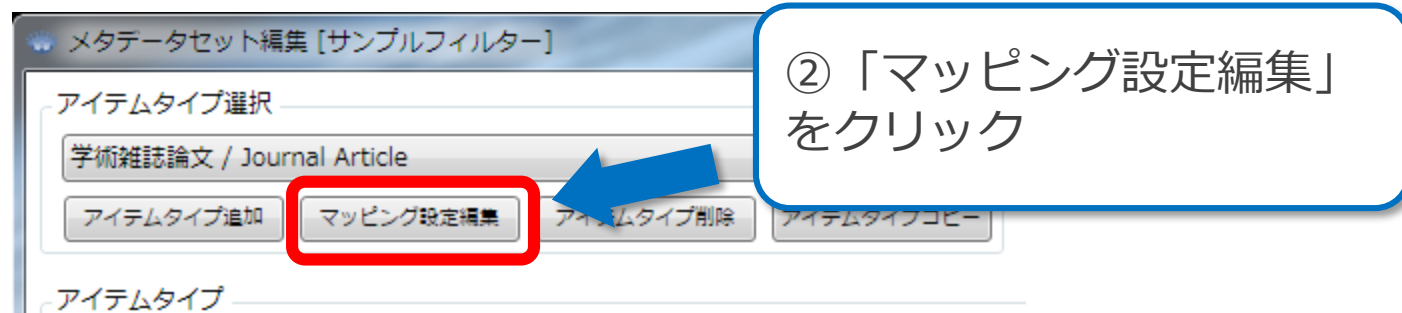 メタデータセット編集 [サンプルフィルター]
②「マッピング設定編集」
をクリック
アイテムタイプ選択
学術雑誌論文 / Journal Article
アイテムタイプ追加
マッピング設定編集
アイテムタイプ削除
アイテムタイプコピー
アイテムタイプ